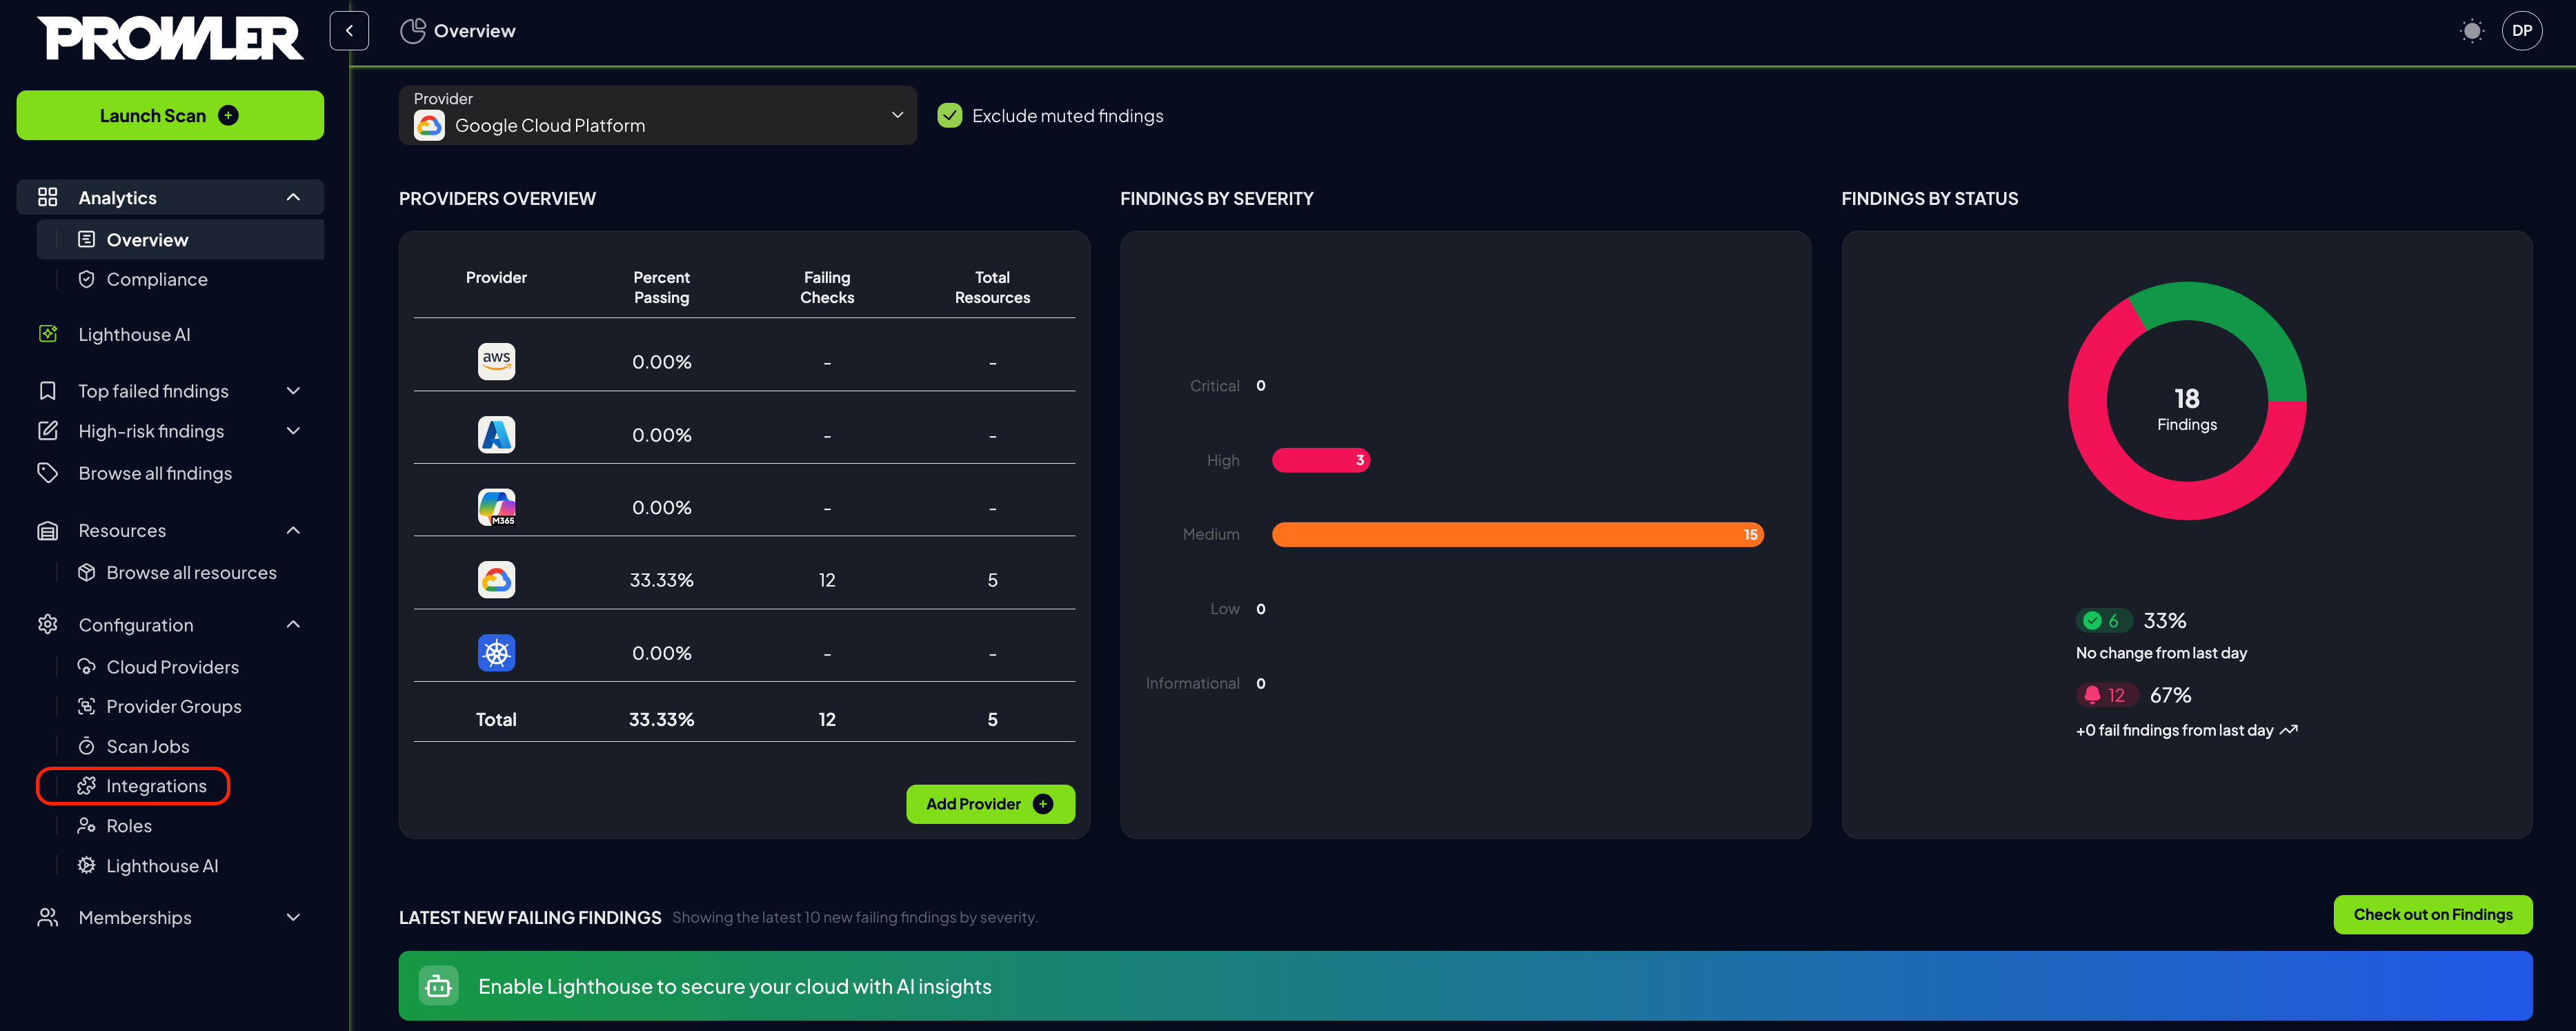 PROWLER
Overview
DP
Launch Scan
Provider
Google Cloud Platform
Exclude muted findings
Analytics
Overview
Compliance
Lighthouse AI
Top failed findings
High-risk findings
Browse all findings
Resources
Browse all resources
Configuration
Cloud Providers
Provider Groups
Scan Jobs
Integrations
Roles
Lighthouse AI
Memberships
PROVIDERS OVERVIEW
Provider Percent Passing Failing Checks Total Resources
aws 0.00% - -
0.00% - -
M365 0.00% - -
33.33% 12 5
0.00% - -
Total 33.33% 12 5
Add Provider
FINDINGS BY SEVERITY
Critical 0
High 3
Medium 15
Low 0
Informational 0
FINDINGS BY STATUS
18
Findings
6 33%
No change from last day
12 67%
+0 fail findings from last day
LATEST NEW FAILING FINDINGS Showing the latest 10 new failing findings by severity.
Check out on Findings
Enable Lighthouse to secure your cloud with AI insights